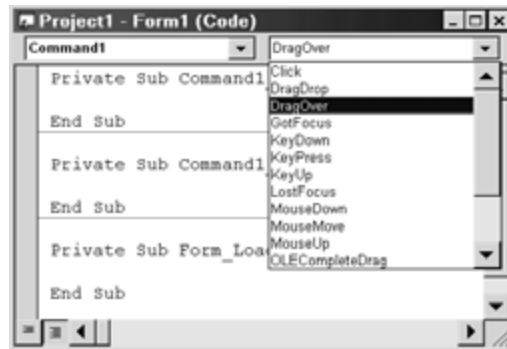 Project1 - Form1 (Code)
Command1
DragOver
Private Sub Command1
End Sub
Private Sub Command1
End Sub
Private Sub Form_Load
End Sub
Click
DragDrop
DragOver
GotFocus
KeyDown
KeyPress
KeyUp
LostFocus
MouseDown
MouseMove
MouseUp
OLECompleteDrag